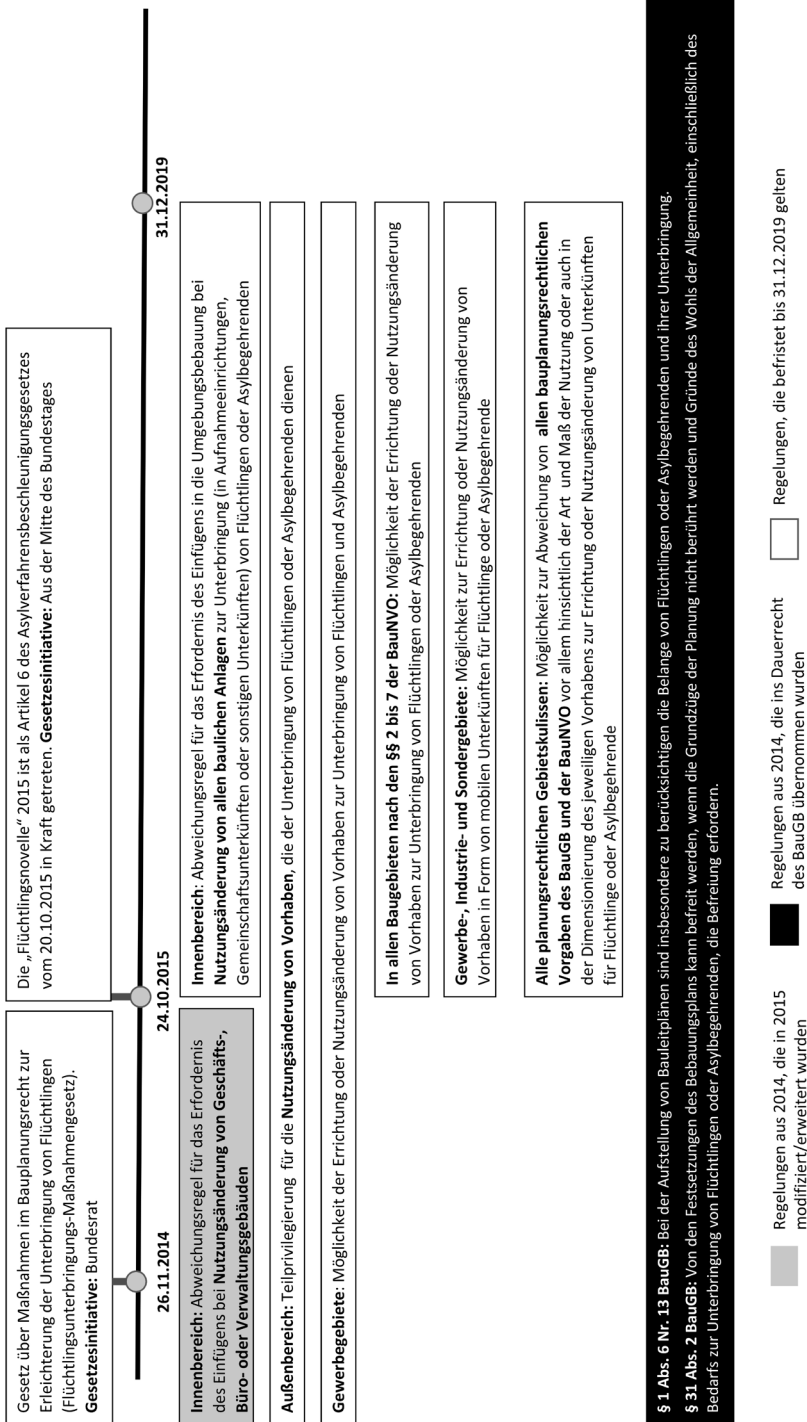 Gesetz über Maßnahmen im Bauplanungsrecht zur
Erleichterung der Unterbringung von Flüchtlingen
(Flüchtlingsunterbringungs-Maßnahmengesetz).
Gesetzesinitiative: Bundesrat
Die „Flüchtlingsnovelle“ 2015 ist als Artikel 6 des Asylverfahrensbeschleunigungsgesetzes
vom 20.10.2015 in Kraft getreten. Gesetzesinitiative: Aus der Mitte des Bundestages
26.11.2014
24.10.2015
31.12.2019
Innenbereich: Abweichungsregel für das Erfordernis
des Einfügens bei Nutzungsänderung von Geschäfts-,
Büro- oder Verwaltungsgebäuden
Innenbereich: Abweichungsregel für das Erfordernis des Einfügens in die Umgebungsbebauung bei
Nutzungsänderung von allen baulichen Anlagen zur Unterbringung (in Aufnahmeeinrichtungen,
Gemeinschaftsunterkünften oder sonstigen Unterkünften) von Flüchtlingen oder Asylbegehrenden
Außenbereich: Teilprivilegierung für die Nutzungsänderung von Vorhaben, die der Unterbringung von Flüchtlingen oder Asylbegehrenden dienen
Gewerbegebiete: Möglichkeit der Errichtung oder Nutzungsänderung von Vorhaben zur Unterbringung von Flüchtlingen und Asylbegehrenden
In allen Baugebieten nach den §§ 2 bis 7 der BauNVO: Möglichkeit der Errichtung oder Nutzungsänderung
von Vorhaben zur Unterbringung von Flüchtlingen oder Asylbegehrenden
Gewerbe-, Industrie- und Sondergebiete: Möglichkeit zur Errichtung oder Nutzungsänderung von
Vorhaben in Form von mobilen Unterkünften für Flüchtlinge oder Asylbegehrende
Alle planungsrechtlichen Gebietskulissen: Möglichkeit zur Abweichung von allen bauplanungsrechtlichen
Vorgaben des BauGB und der BauNVO vor allem hinsichtlich der Art und Maß der Nutzung oder auch in
der Dimensionierung des jeweiligen Vorhabens zur Errichtung oder Nutzungsänderung von Unterkünften
für Flüchtlinge oder Asylbegehrende
§ 1 Abs. 6 Nr. 13 BauGB: Bei der Aufstellung von Bauleitplänen sind insbesondere zu berücksichtigen die Belange von Flüchtlingen oder Asylbegehrenden und ihrer Unterbringung.
§ 31 Abs. 2 BauGB: Von den Festsetzungen des Bebauungsplans kann befreit werden, wenn die Grundzüge der Planung nicht berührt werden und Gründe des Wohls der Allgemeinheit, einschließlich des
Bedarfs zur Unterbringung von Flüchtlingen oder Asylbegehrenden, die Befreiung erfordern.
Regelungen aus 2014, die in 2015
modifiziert/erweitert wurden
Regelungen aus 2014, die ins Dauerrecht
des BauGB übernommen wurden
Regelungen, die befristet bis 31.12.2019 gelten